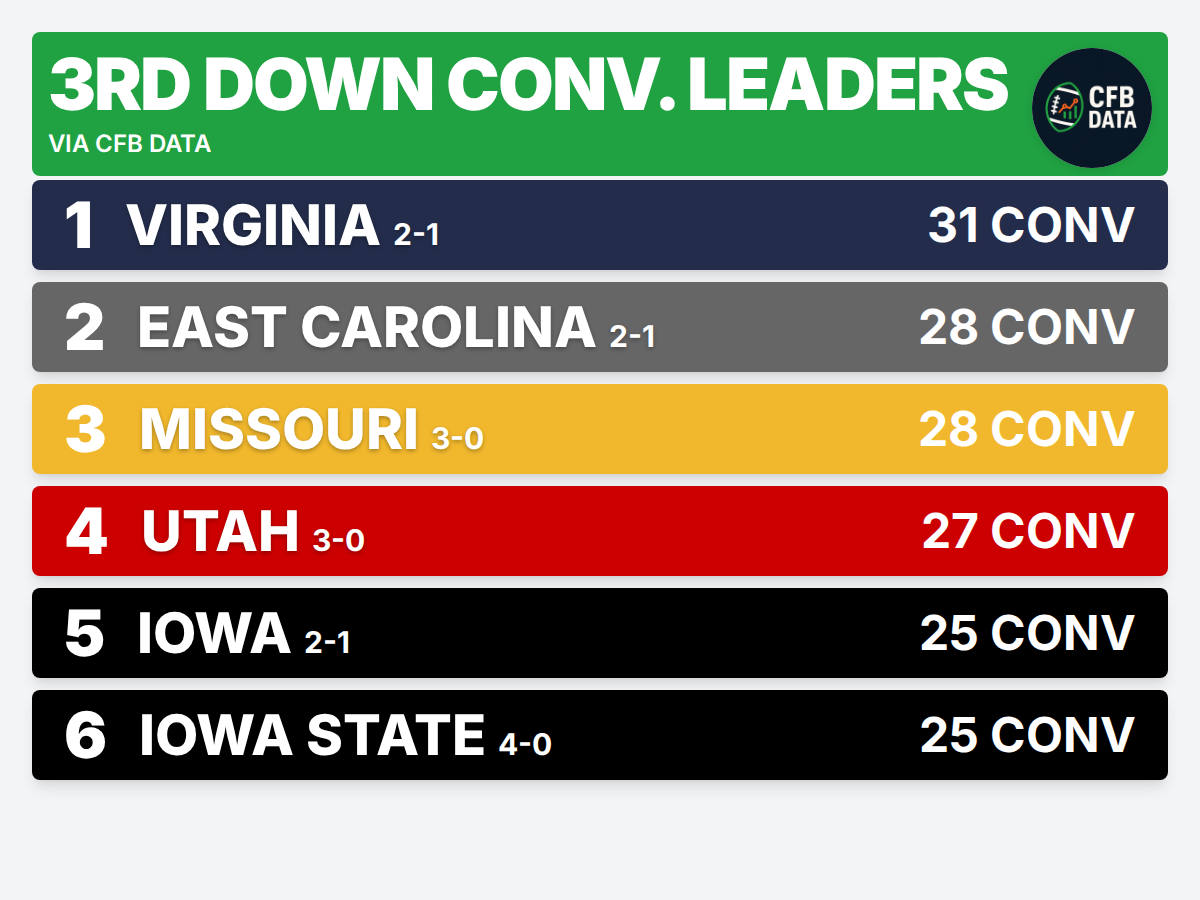 3RD DOWN CONV. LEADERS
VIA CFB DATA
CFB
DATA
1 VIRGINIA 2-1 31 CONV
2 EAST CAROLINA 2-1 28 CONV
3 MISSOURI 3-0 28 CONV
4 UTAH 3-0 27 CONV
5 IOWA 2-1 25 CONV
6 IOWA STATE 4-0 25 CONV